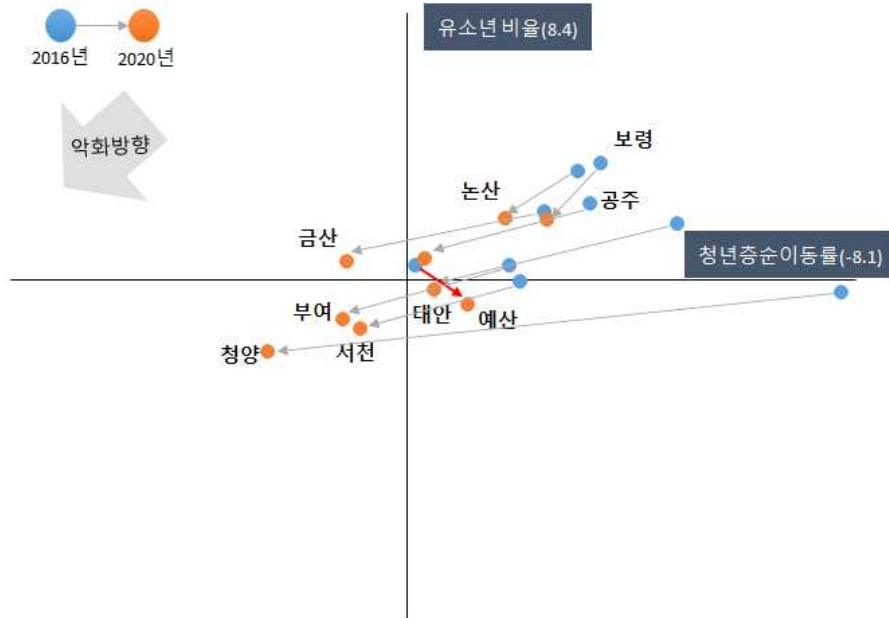 유소년 비율(8.4)
2016년
2020년
악화방향
보령
논산
공주
금산
청년층순이동률(-8.1)
부여
태안
예산
서천
청양